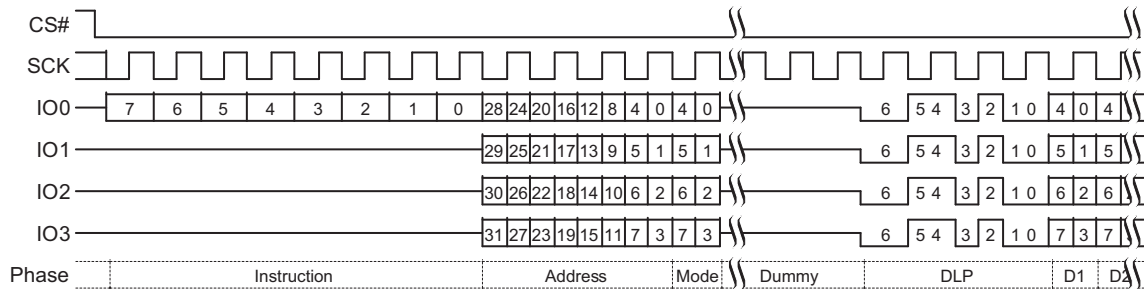 CS#
SCK
IO0 7 6 5 4 3 2 1 0 28 24 20 16 12 8 4 0 4 0 6 5 4 3 2 1 0 4 0 4
IO1 29 25 21 17 13 9 5 1 5 1 6 5 4 3 2 1 0 5 1 5
IO2 30 26 22 18 14 10 6 2 6 2 6 5 4 3 2 1 0 6 2 6
IO3 31 27 23 19 15 11 7 3 7 3 6 5 4 3 2 1 0 7 3 7
Phase Instruction Address Mode Dummy DLP D1 D2